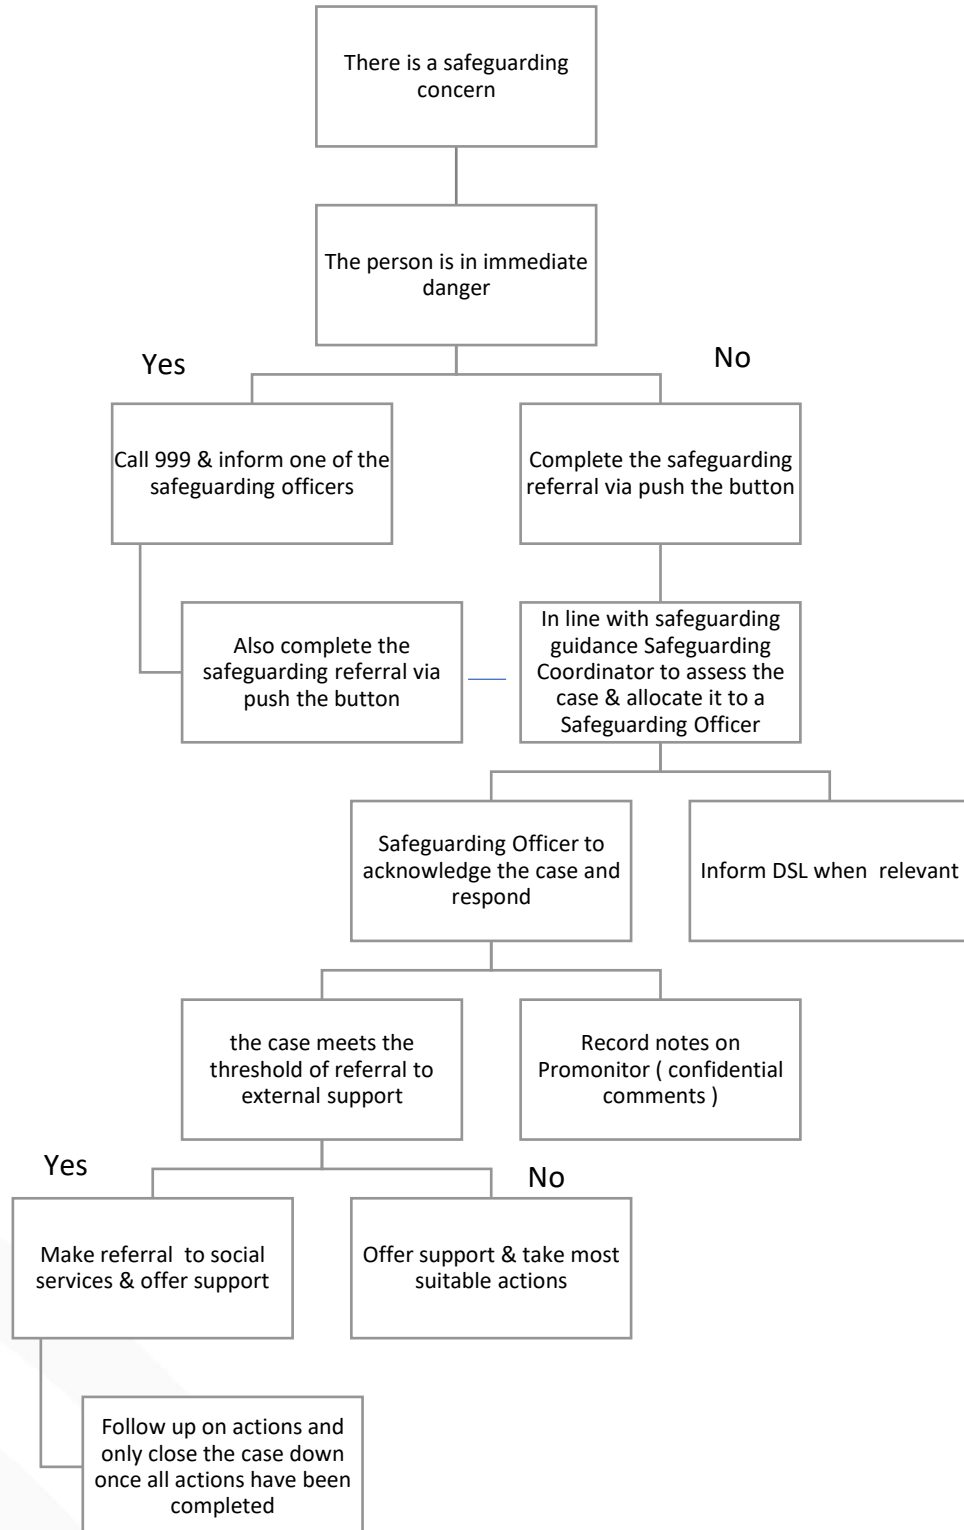 There is a safeguarding
concern
The person is in immediate
danger
Yes
No
Call 999 & inform one of the
safeguarding officers
Complete the safeguarding
referral via push the button
Also complete the
safeguarding referral via
push the button
In line with safeguarding
guidance Safeguarding
Coordinator to assess the
case & allocate it to a
Safeguarding Officer
Safeguarding Officer to
acknowledge the case and
respond
Inform DSL when  relevant
the case meets the
threshold of referral to
external support
Record notes on
Promonitor ( confidential
comments )
Yes
No
Make referral  to social
services & offer support
Offer support & take most
suitable actions
Follow up on actions and
only close the case down
once all actions have been
completed